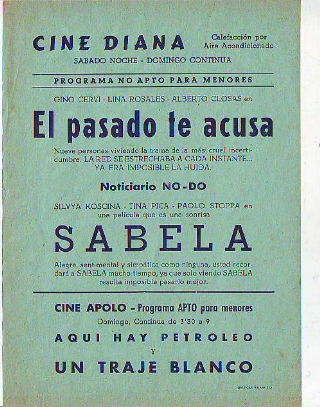 CINE DIANA
Calefacción por
Aire Acondicionado
SABADO NOCHE - DOMINGO CONTINUA
PROGRAMA NO APTO PARA MENORES
GINO CERVI - LINA ROSALES - ALBERTO CLOSAS en
El pasado te acusa
Nueve personas viviendo la trama de la más cruel incerti-
dumbre. LA RED SE ESTRECHABA A CADA INSTANTE...
YA ERA IMPOSIBLE LA HUIDA.
Noticiario NO-DO
SILVYA KOSCINA - TINA PICA - PAOLO STOPPA en
una película que es una sonrisa
SABELA
Alegre, sentimental y simpática como ninguna, usted recor-
dará a SABELA mucho tiempo, ya que solo viendo SABELA
resulta imposible pasarlo mejor.
CINE APOLO - Programa APTO para menores
Domingo, Continua de 3'30 a 9
AQUI HAY PETROLEO
Y
UN TRAJE BLANCO